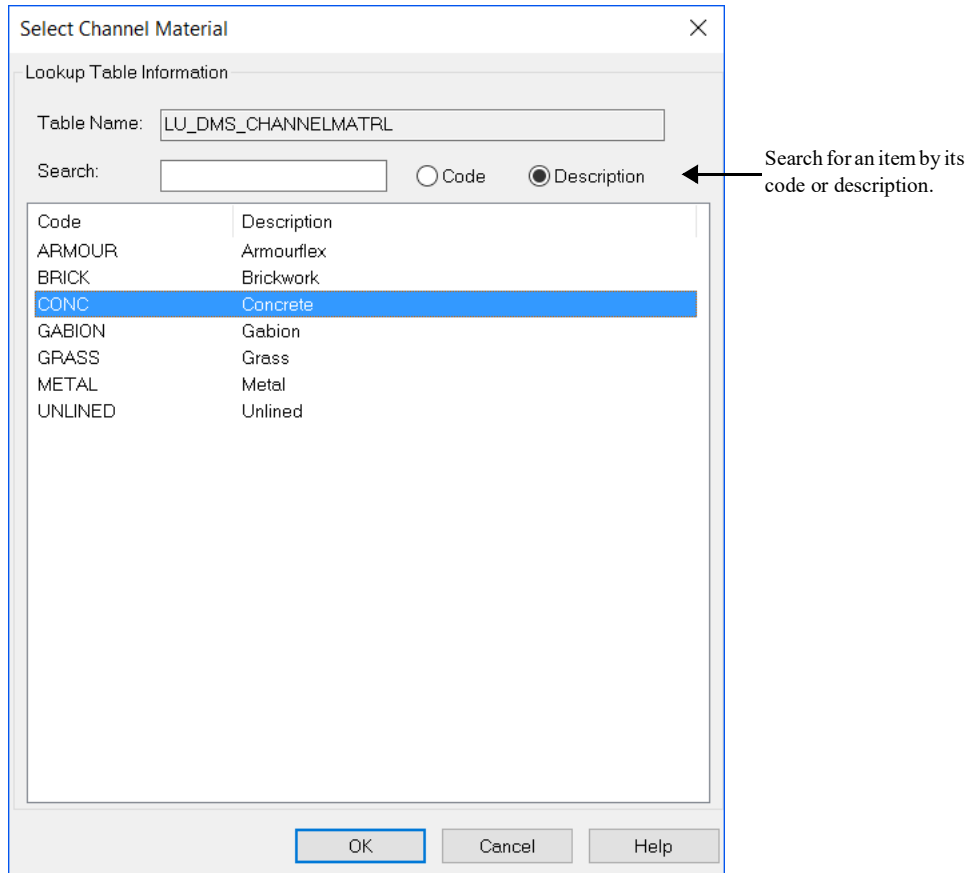 Select Channel Material
Lookup Table Information
Table Name: LU_DMS_CHANNELMATRL
Search: Code Description
Search for an item by its
code or description.
Code Description
ARMOUR Armourflex
BRICK Brickwork
CONC Concrete
GABION Gabion
GRASS Grass
METAL Metal
UNLINED Unlined
OK Cancel Help